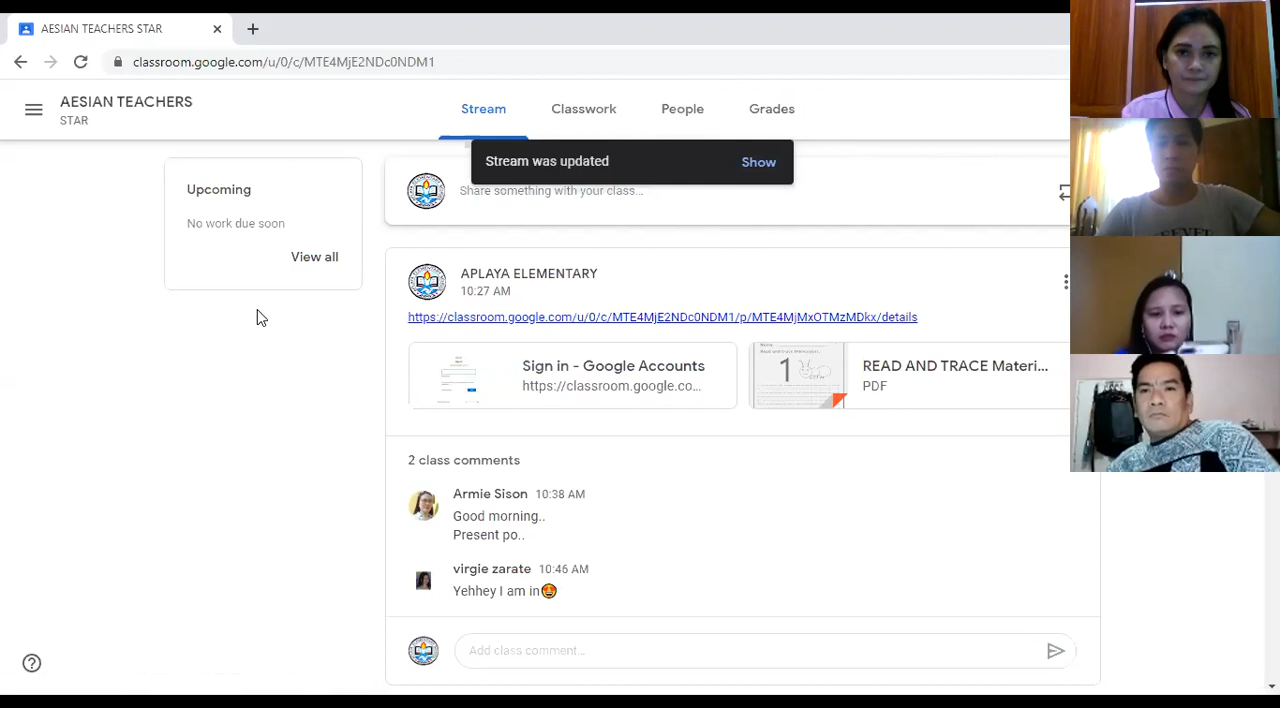 AESIAN TEACHERS STAR
classroom.google.com/u/0/c/MTE4MjE2NDc0NDM1
AESIAN TEACHERS
STAR
Stream
Classwork
People
Grades
Stream was updated
Show
Upcoming
No work due soon
View all
Share something with your class...
APLAYA ELEMENTARY
10:27 AM
https://classroom.google.com/u/0/c/MTE4MjE2NDc0NDM1/p/MTE4MjMxOTMzMDkx/details
Sign in - Google Accounts
https://classroom.google.co...
READ AND TRACE Materi...
PDF
1
2 class comments
Armie Sison 10:38 AM
Good morning..
Present po..
virgie zarate 10:46 AM
Yehhey I am in🤩
Add class comment...